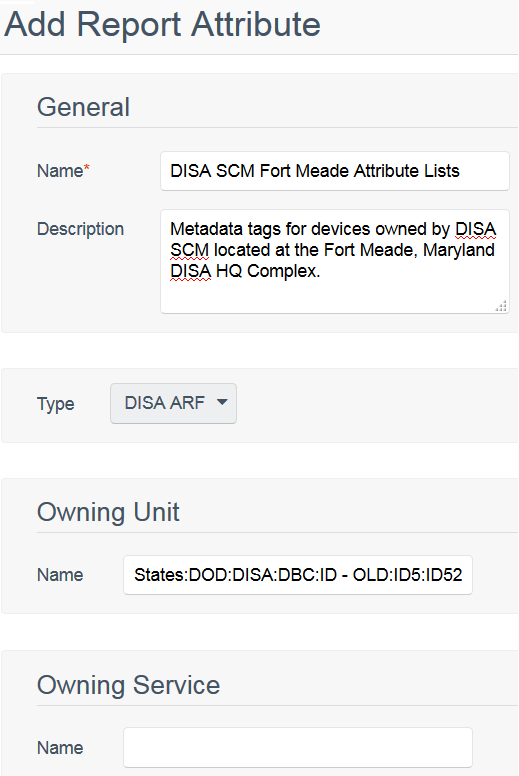 Add Report Attribute
General
Name*
DISA SCM Fort Meade Attribute Lists
Description
Metadata tags for devices owned by DISA
SCM located at the Fort Meade, Maryland
DISA HQ Complex.
Type
DISA ARF
Owning Unit
Name
States:DOD:DISA:DBC:ID - OLD:ID5:ID52
Owning Service
Name